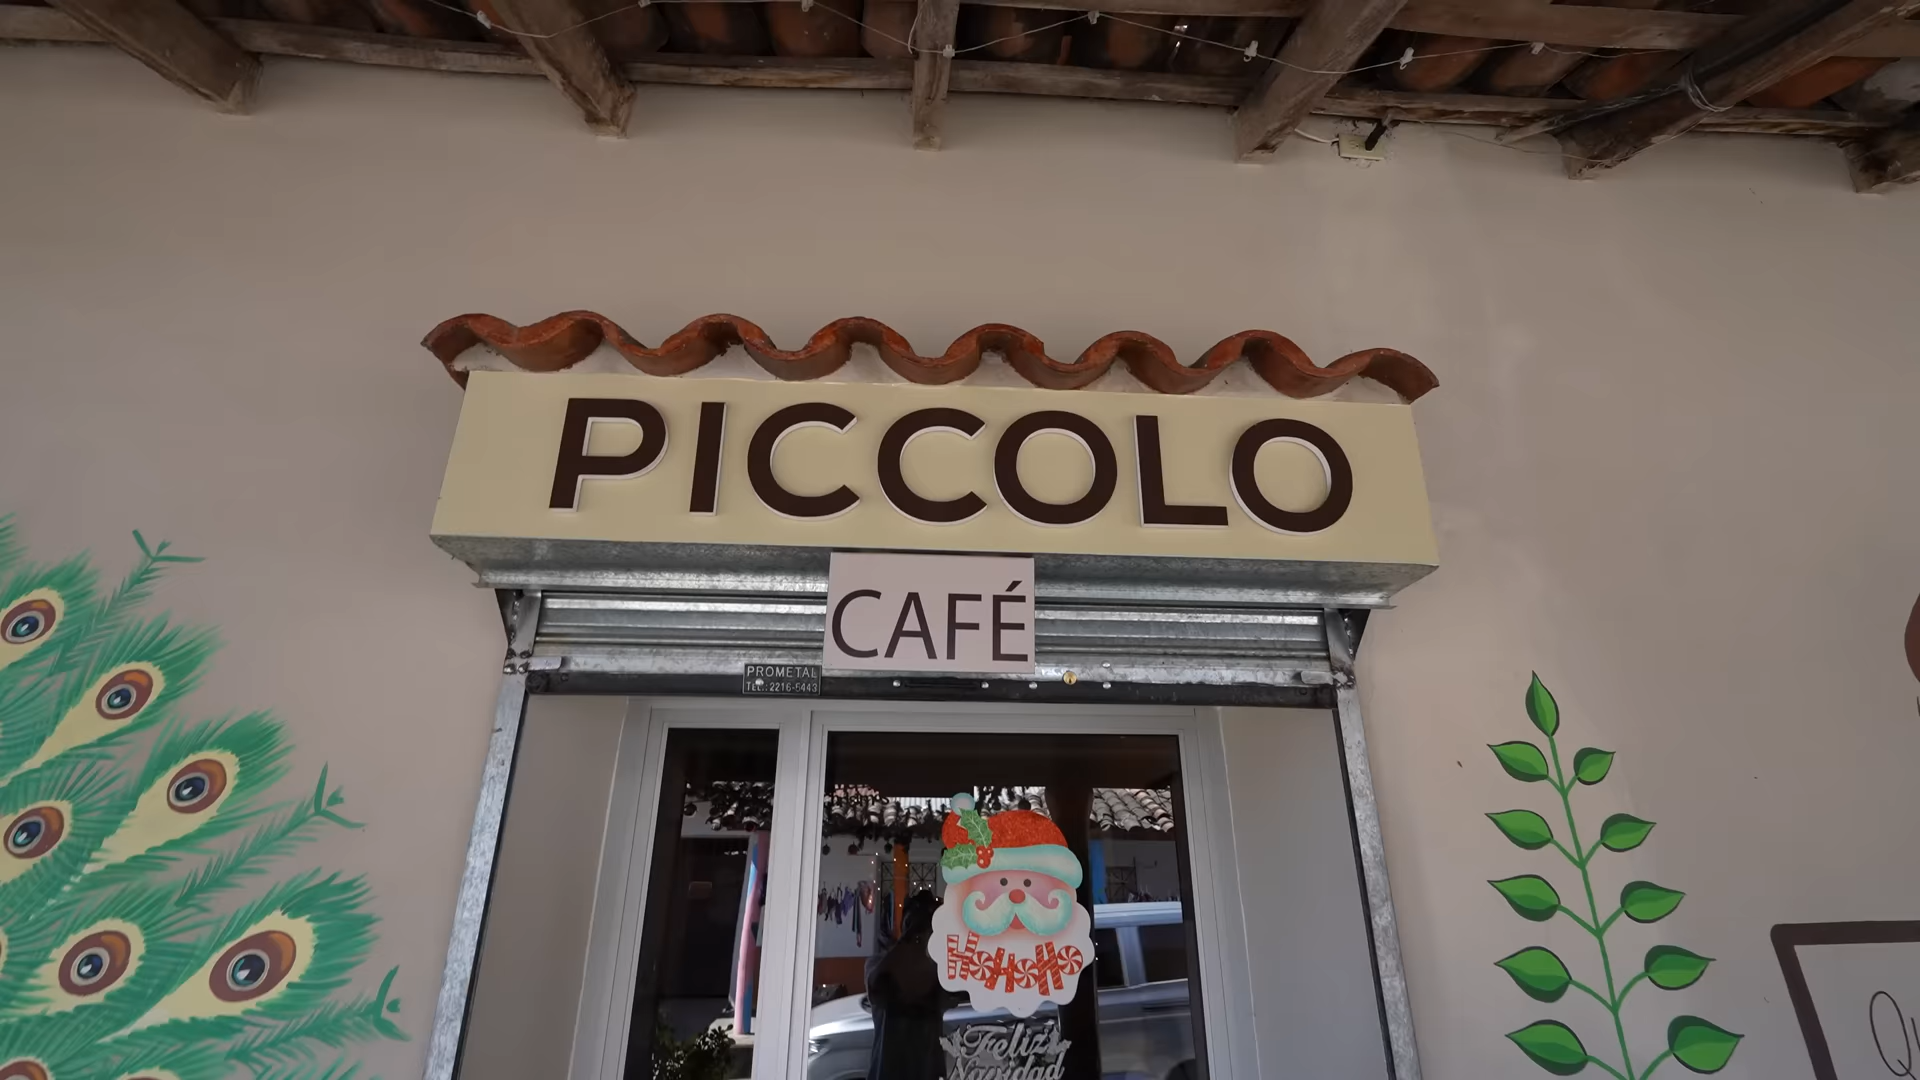 PICCOLO
CAFÉ
PROMETAL
TEL.: 2216-5443
HoHoHo
Feliz
Navidad